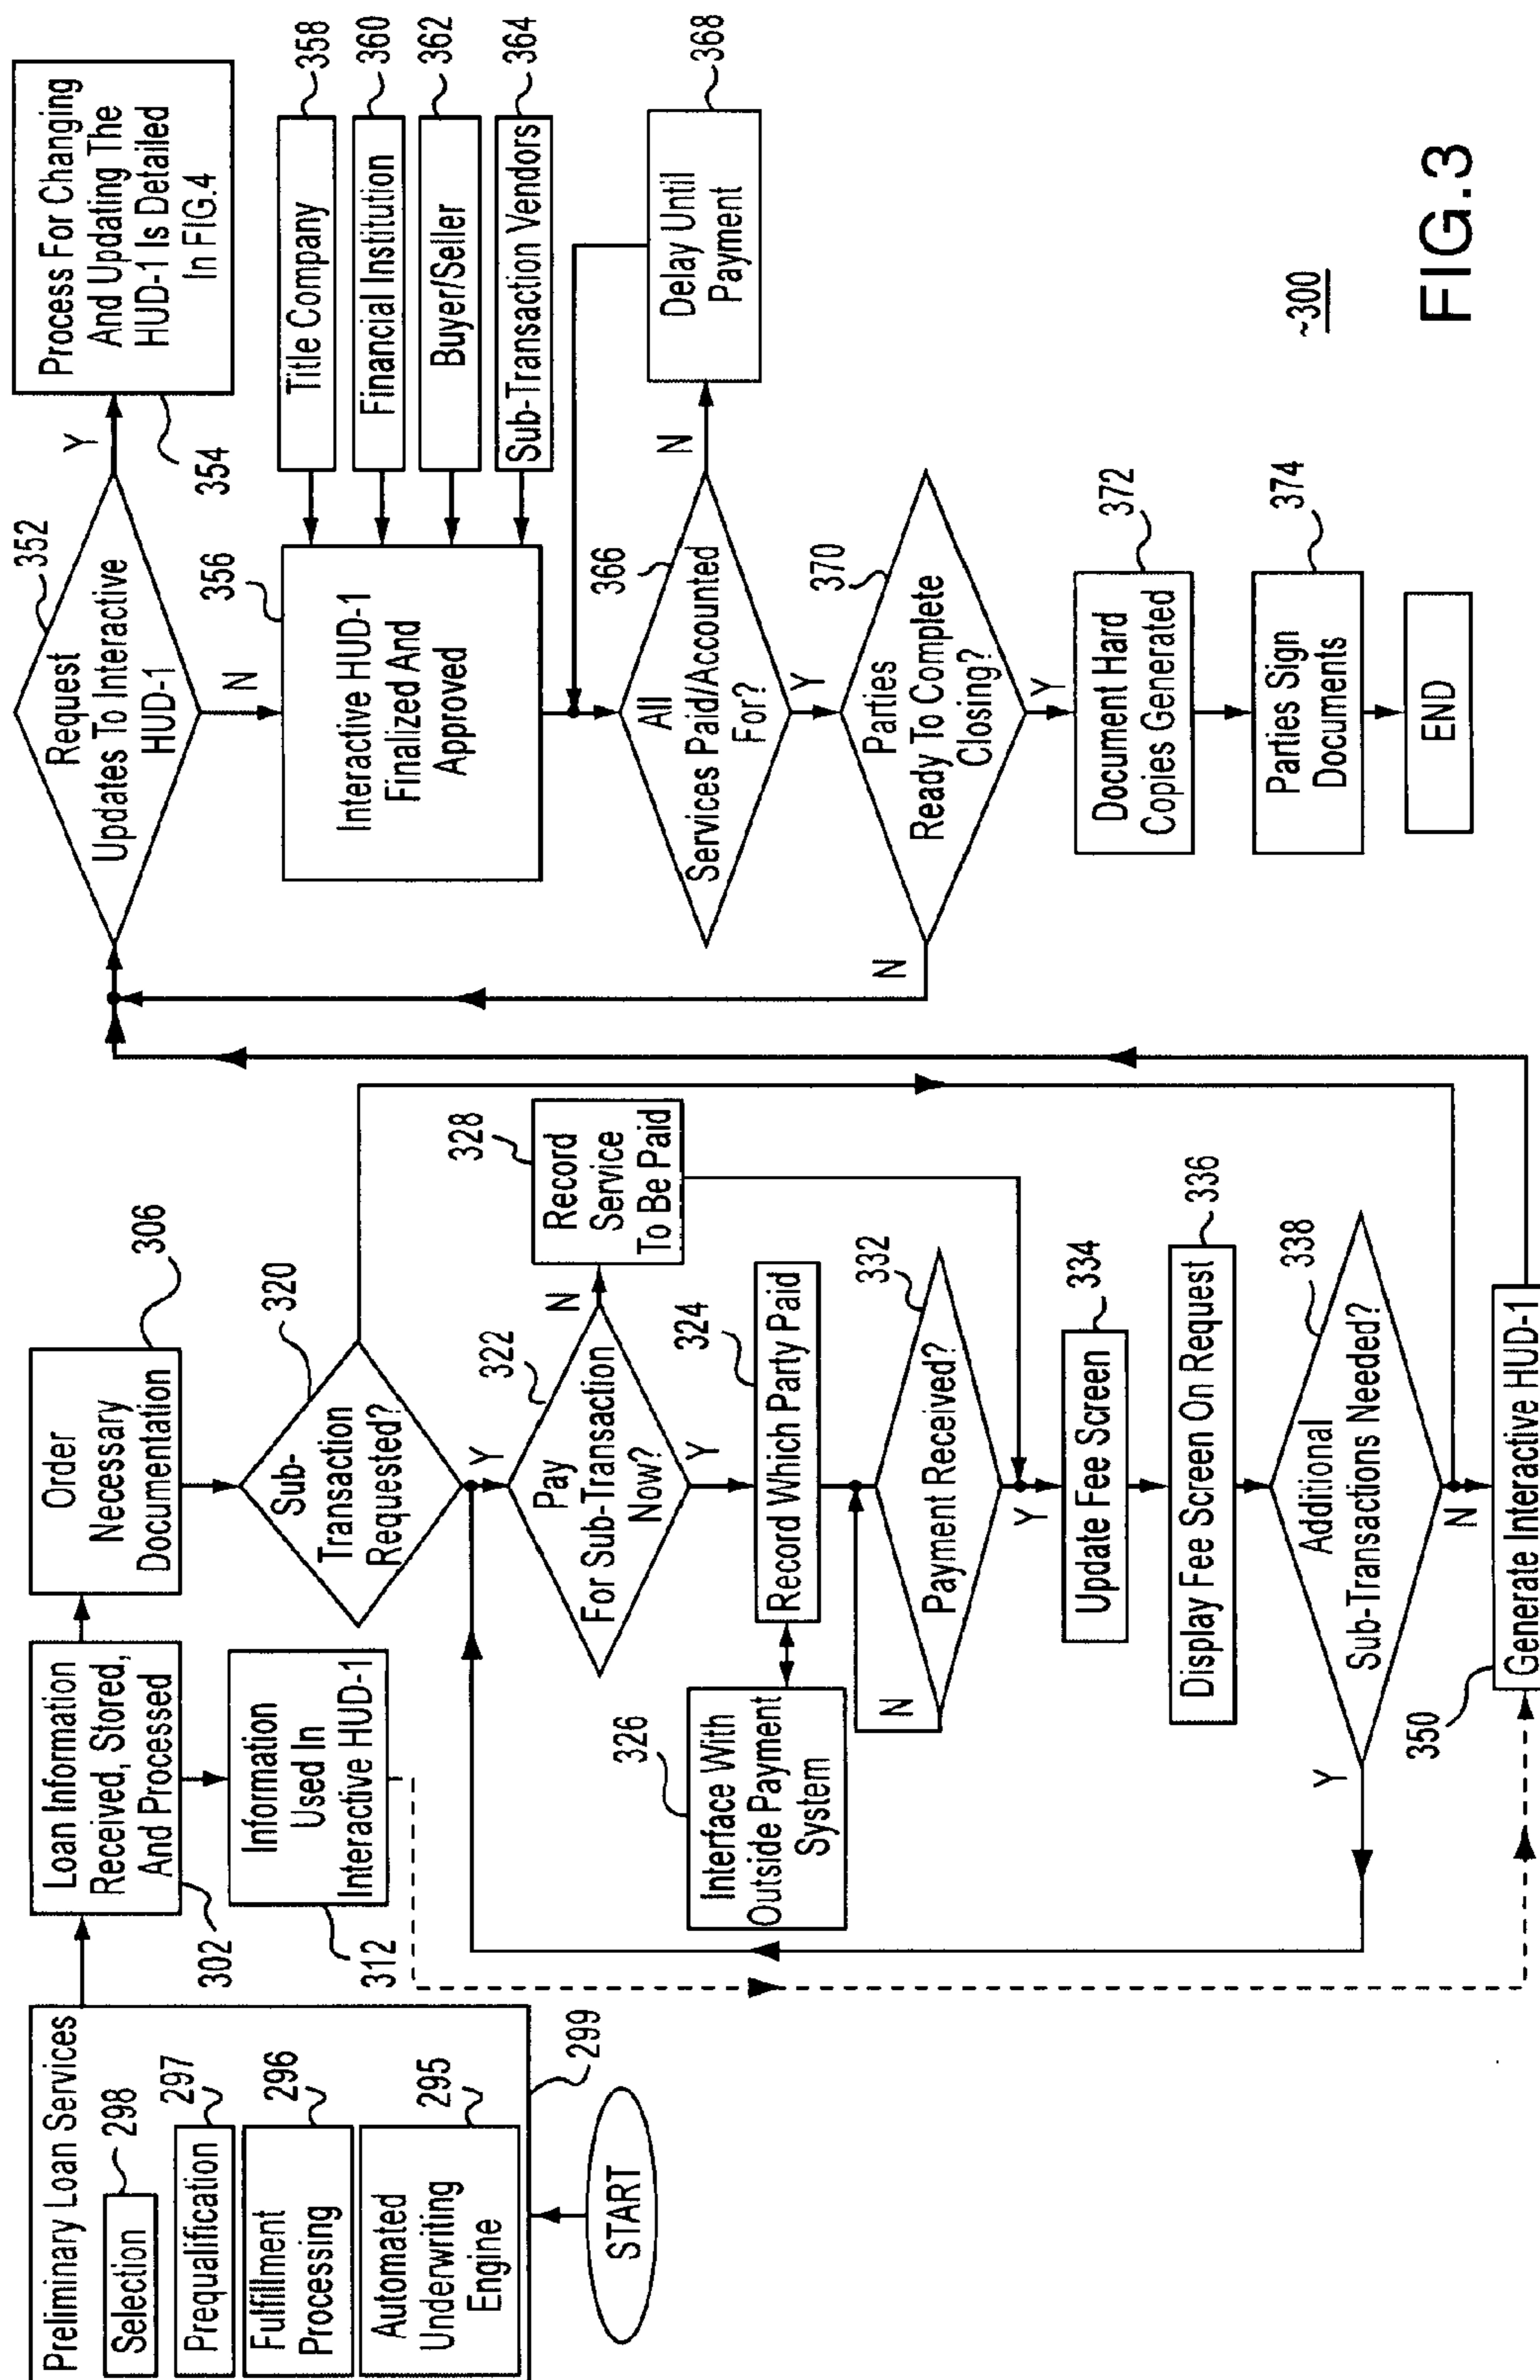 Preliminary Loan Services
Selection
298
Prequalification
297
Fulfillment
Processing
296
Automated
Underwriting
Engine
295
299
START
Loan Information
Received, Stored,
And Processed
302
Information
Used In
Interactive HUD-1
312
Order
Necessary
Documentation
306
Sub-
Transaction
Requested?
320
Y
Pay
For Sub-Transaction
Now?
322
N
Record
Service
To Be Paid
328
Y
Record Which Party Paid
324
Interface With
Outside Payment
System
326
Payment Received?
332
N
Y
Update Fee Screen
334
Display Fee Screen On Request
336
Additional
Sub-Transactions Needed?
338
Y
N
Generate Interactive HUD-1
350
Request
Updates To Interactive
HUD-1
352
Y
Process For Changing
And Updating The
HUD-1 Is Detailed
In FIG.4
354
N
Interactive HUD-1
Finalized And
Approved
356
Title Company
358
Financial Institution
360
Buyer/Seller
362
Sub-Transaction Vendors
364
All
Services Paid/Accounted
For?
366
N
Delay Until
Payment
368
Y
Parties
Ready To Complete
Closing?
370
N
Y
Document Hard
Copies Generated
372
Parties Sign
Documents
374
END
~300
FIG.3